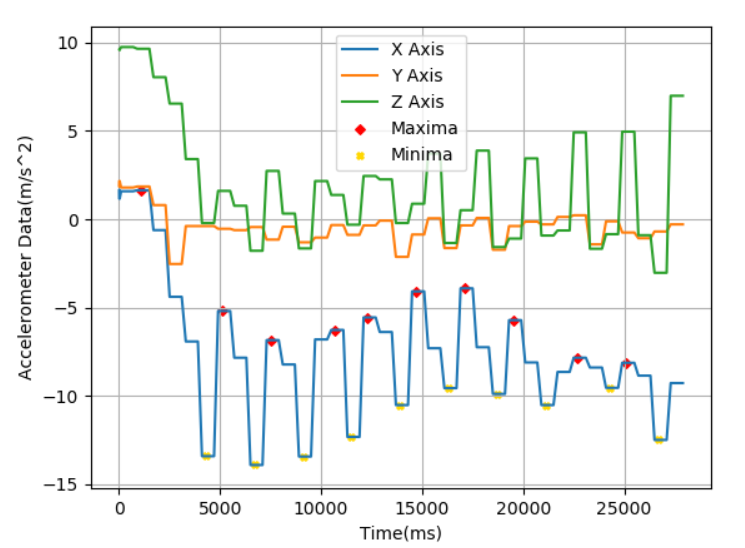 Accelerometer Data(m/s^2)
10
5
0
−5
−10
−15
X Axis
Y Axis
Z Axis
Maxima
Minima
0
5000
10000
15000
20000
25000
Time(ms)